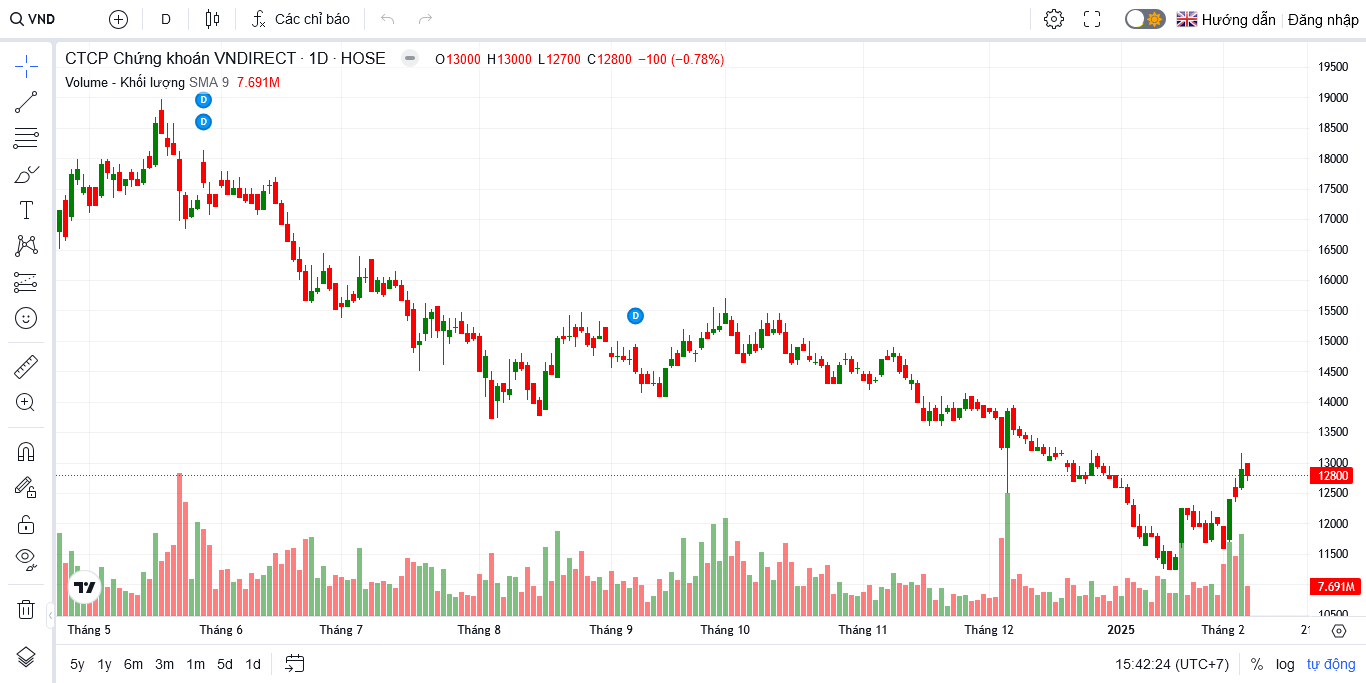 VND D Các chỉ báo Hướng dẫn Đăng nhập
CTCP Chứng khoán VNDIRECT · 1D · HOSE O13000 H13000 L12700 C12800 −100 (−0.78%)
Volume - Khối lượng SMA 9 7.691M
D
D
D
19500
19000
18500
18000
17500
17000
16500
16000
15500
15000
14500
14000
13500
13000
12800
12500
12000
11500
7.691M
10500
Tháng 5 Tháng 6 Tháng 7 Tháng 8 Tháng 9 Tháng 10 Tháng 11 Tháng 12 2025 Tháng 2 21
5y 1y 6m 3m 1m 5d 1d 15:42:24 (UTC+7) % log tự động